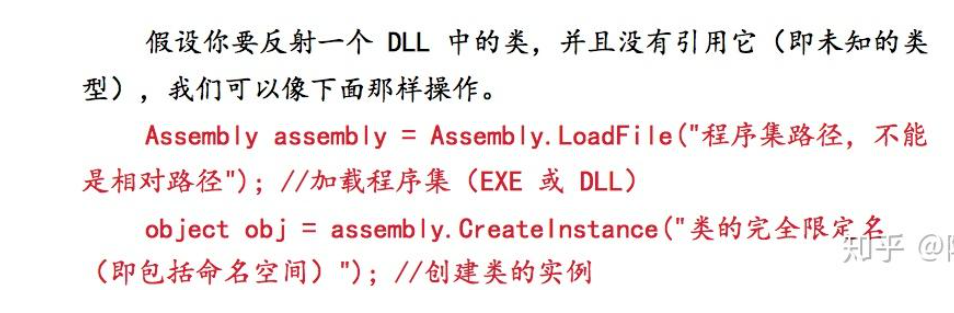 假设你要反射一个 DLL 中的类，并且没有引用它（即未知的类
型），我们可以像下面那样操作。
Assembly assembly = Assembly.LoadFile("程序集路径，不能
是相对路径"); //加载程序集（EXE 或 DLL）
object obj = assembly.CreateInstance("类的完全限定名
（即包括命名空间）"); //创建类的实例
知乎 @